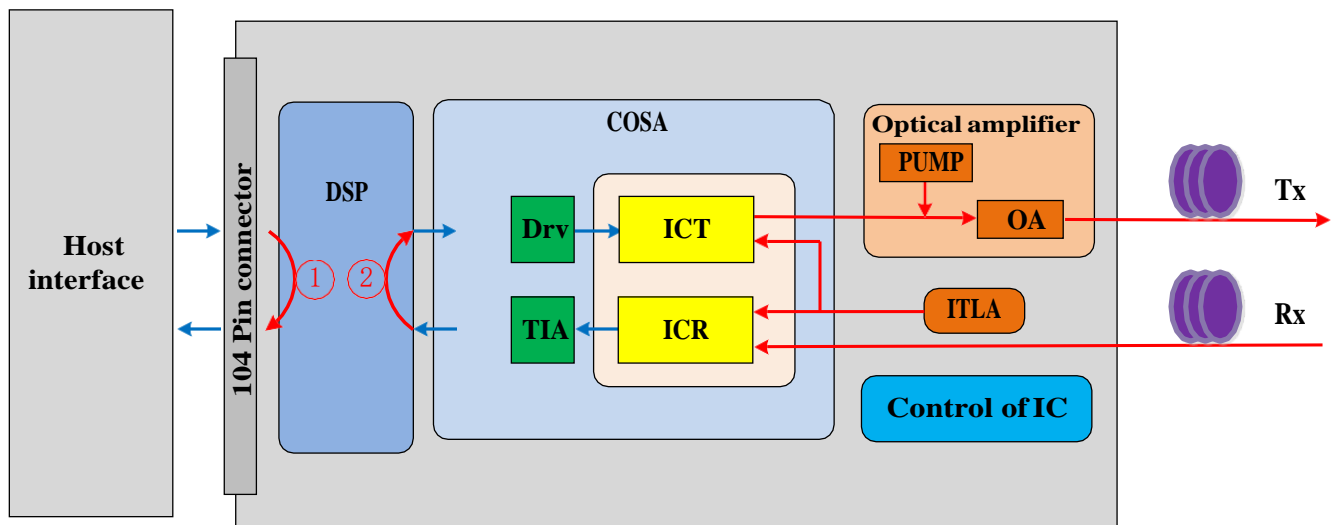 Host
interface
104 Pin connector
DSP
①
②
COSA
Drv
ICT
TIA
ICR
Optical amplifier
PUMP
OA
ITLA
Control of IC
Tx
Rx